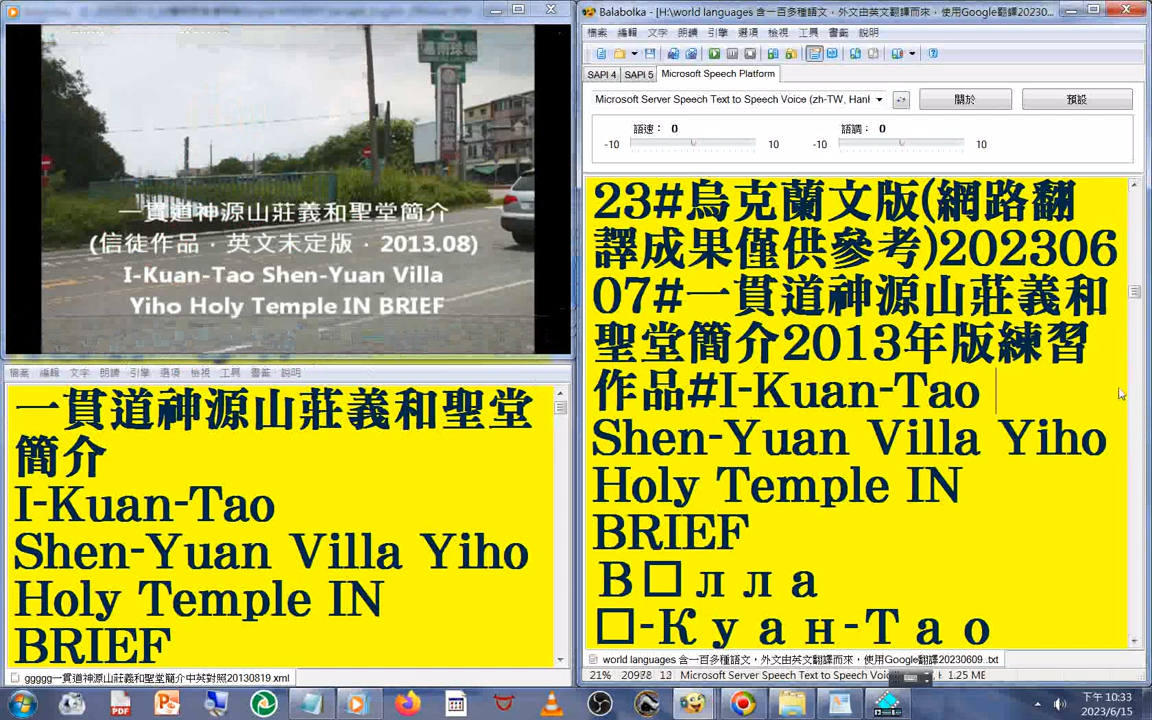 嘉南球場
一貫道神源山莊義和聖堂簡介
(信徒作品．英文未定版．2013.08)
I-Kuan-Tao Shen-Yuan Villa
Yiho Holy Temple IN BRIEF
檔案 編輯 文字 朗讀 引擎 選項 檢視 工具 書籤 說明
一貫道神源山莊義和聖堂
簡介
I-Kuan-Tao
Shen-Yuan Villa Yiho
Holy Temple IN
BRIEF
ggggg一貫道神源山莊義和聖堂簡介中英對照20130819.xml
Balabolka - [H:\world languages 含一百多種語文，外文由英文翻譯而來，使用Google翻譯20230...
檔案 編輯 文字 朗讀 引擎 選項 檢視 工具 書籤 說明
SAPI 4 SAPI 5 Microsoft Speech Platform
Microsoft Server Speech Text to Speech Voice (zh-TW, Hanl
關於 預設
語速： 0 語調： 0
-10 10 -10 10
23#烏克蘭文版(網路翻
譯成果僅供參考)202306
07#一貫道神源山莊義和
聖堂簡介2013年版練習
作品#I-Kuan-Tao
Shen-Yuan Villa Yiho
Holy Temple IN
BRIEF
В□лла
□-Куан-Тао
world languages 含一百多種語文，外文由英文翻譯而來，使用Google翻譯20230609 .txt
21% 20978 13 Microsoft Server Speech Text to Speech Voi 1.25 MB
下午 10:33
2023/6/15